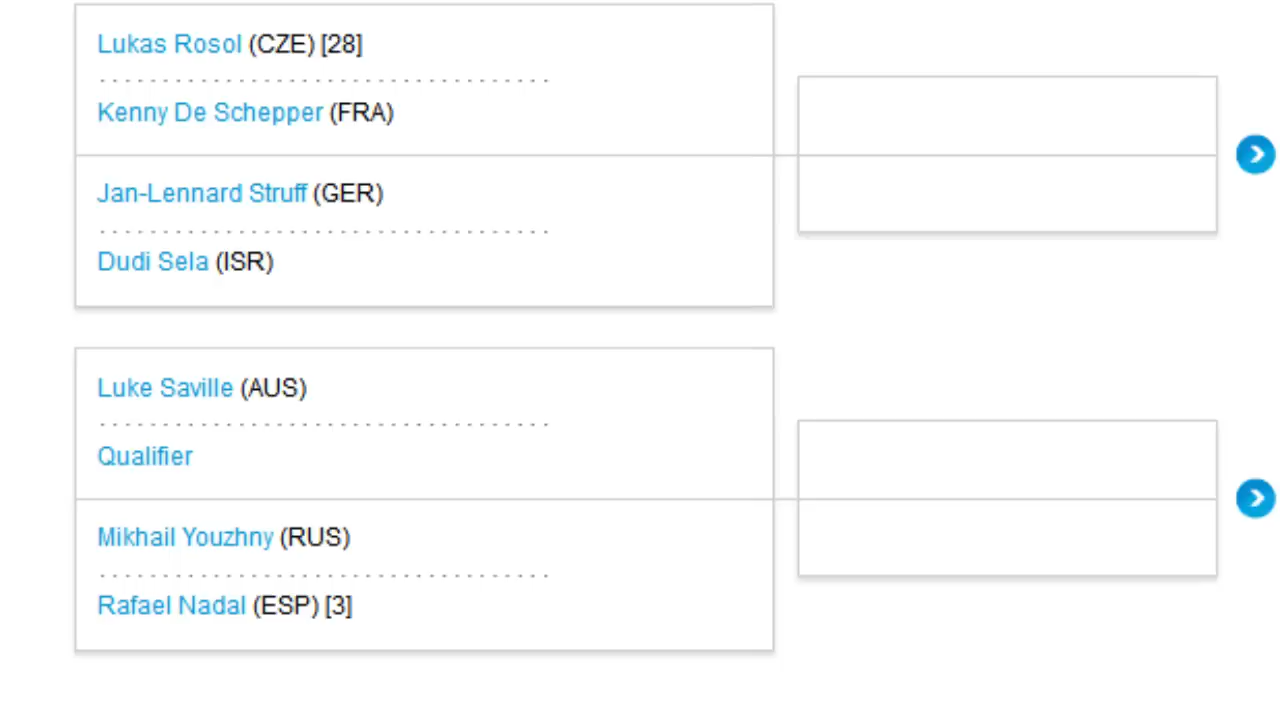 Lukas Rosol (CZE) [28]
Kenny De Schepper (FRA)
Jan-Lennard Struff (GER)
Dudi Sela (ISR)
Luke Saville (AUS)
Qualifier
Mikhail Youzhny (RUS)
Rafael Nadal (ESP) [3]